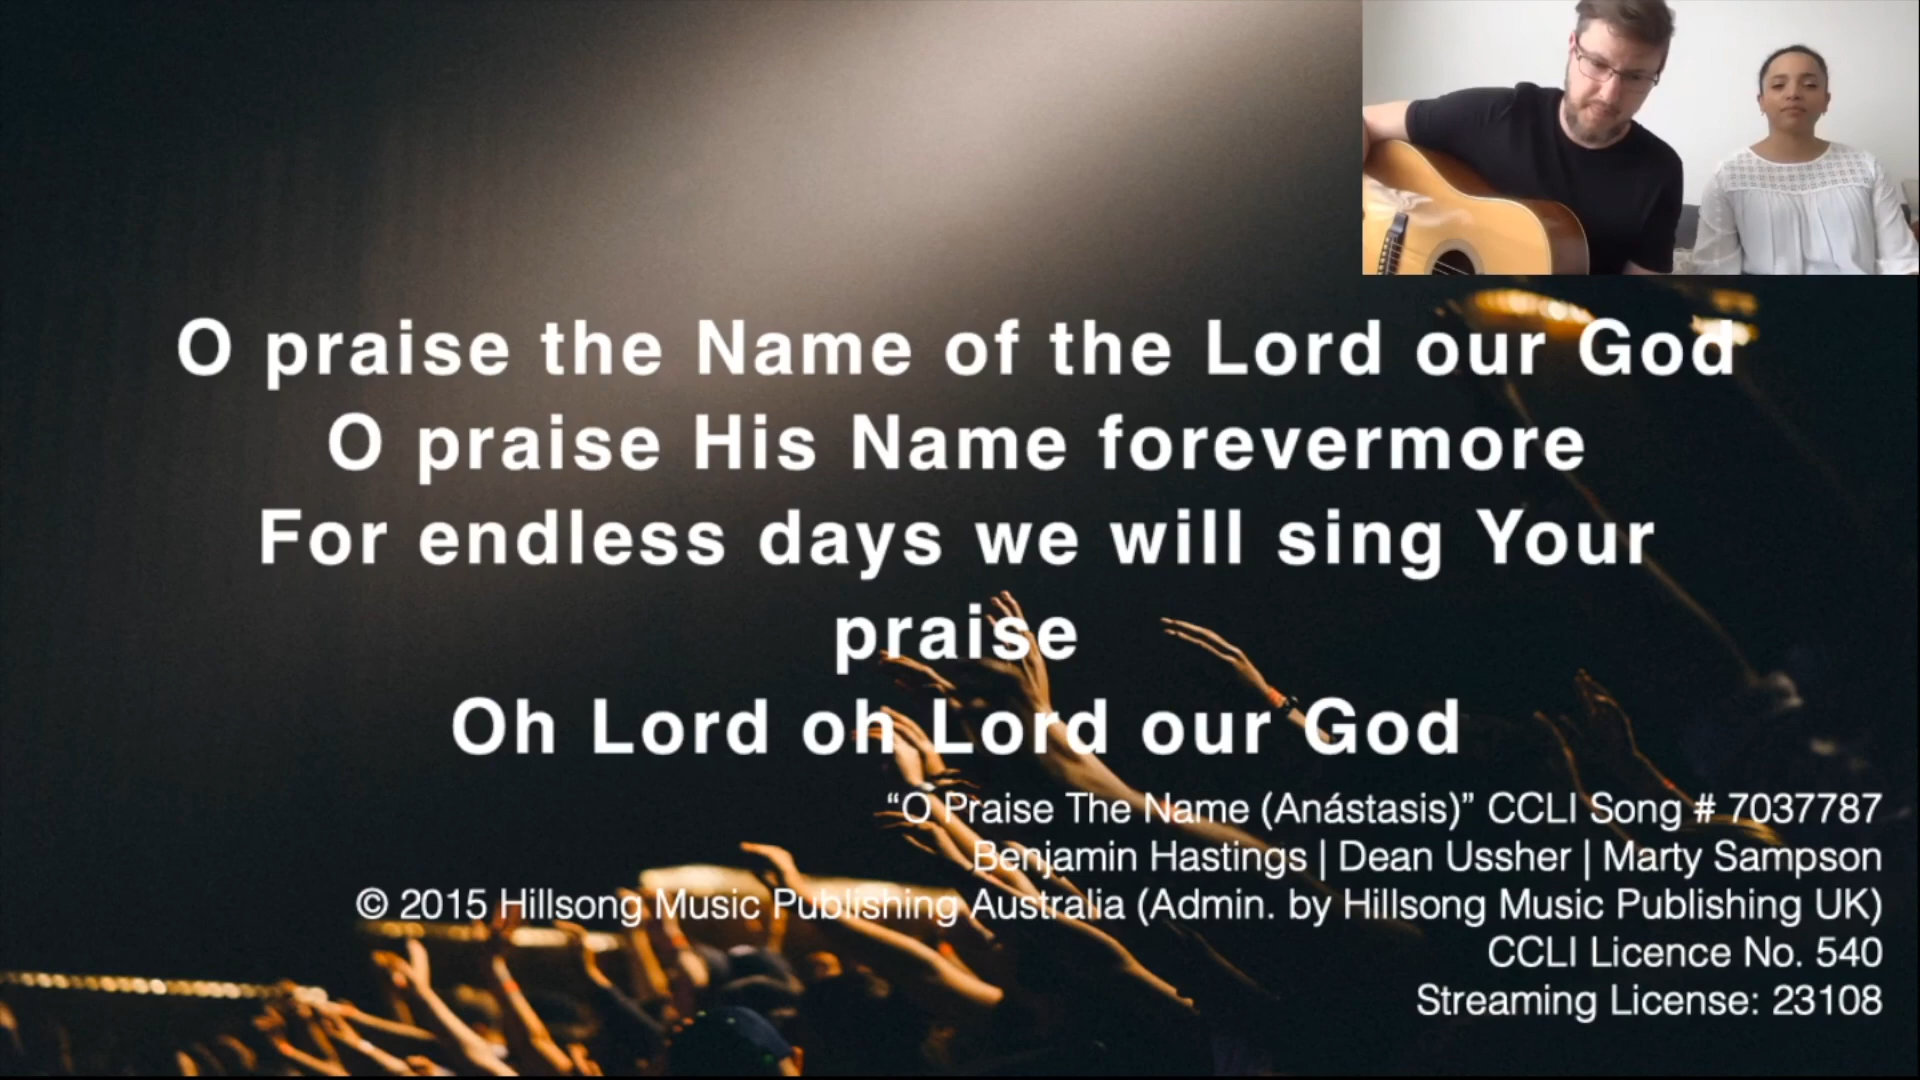 O praise the Name of the Lord our God
O praise His Name forevermore
For endless days we will sing Your
praise
Oh Lord oh Lord our God
“O Praise The Name (Anástasis)” CCLI Song # 7037787
Benjamin Hastings | Dean Ussher | Marty Sampson
© 2015 Hillsong Music Publishing Australia (Admin. by Hillsong Music Publishing UK)
CCLI Licence No. 540
Streaming License: 23108